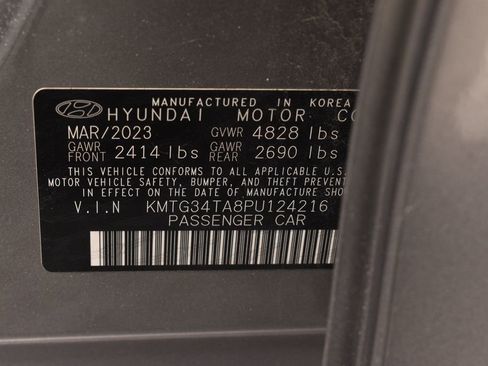 MANUFACTURED IN KOREA
HYUNDAI MOTOR CO
MAR/2023 GVWR 4828 lbs
GAWR FRONT 2414 lbs GAWR REAR 2690 lbs
THIS VEHICLE CONFORMS TO ALL APPLICABLE U.S.
MOTOR VEHICLE SAFETY, BUMPER, AND THEFT PREVENTI
IN EFFECT ON THE DATE OF MANUFACTURE SHO
V.I.N KMTG34TA8PU124216
PASSENGER CAR